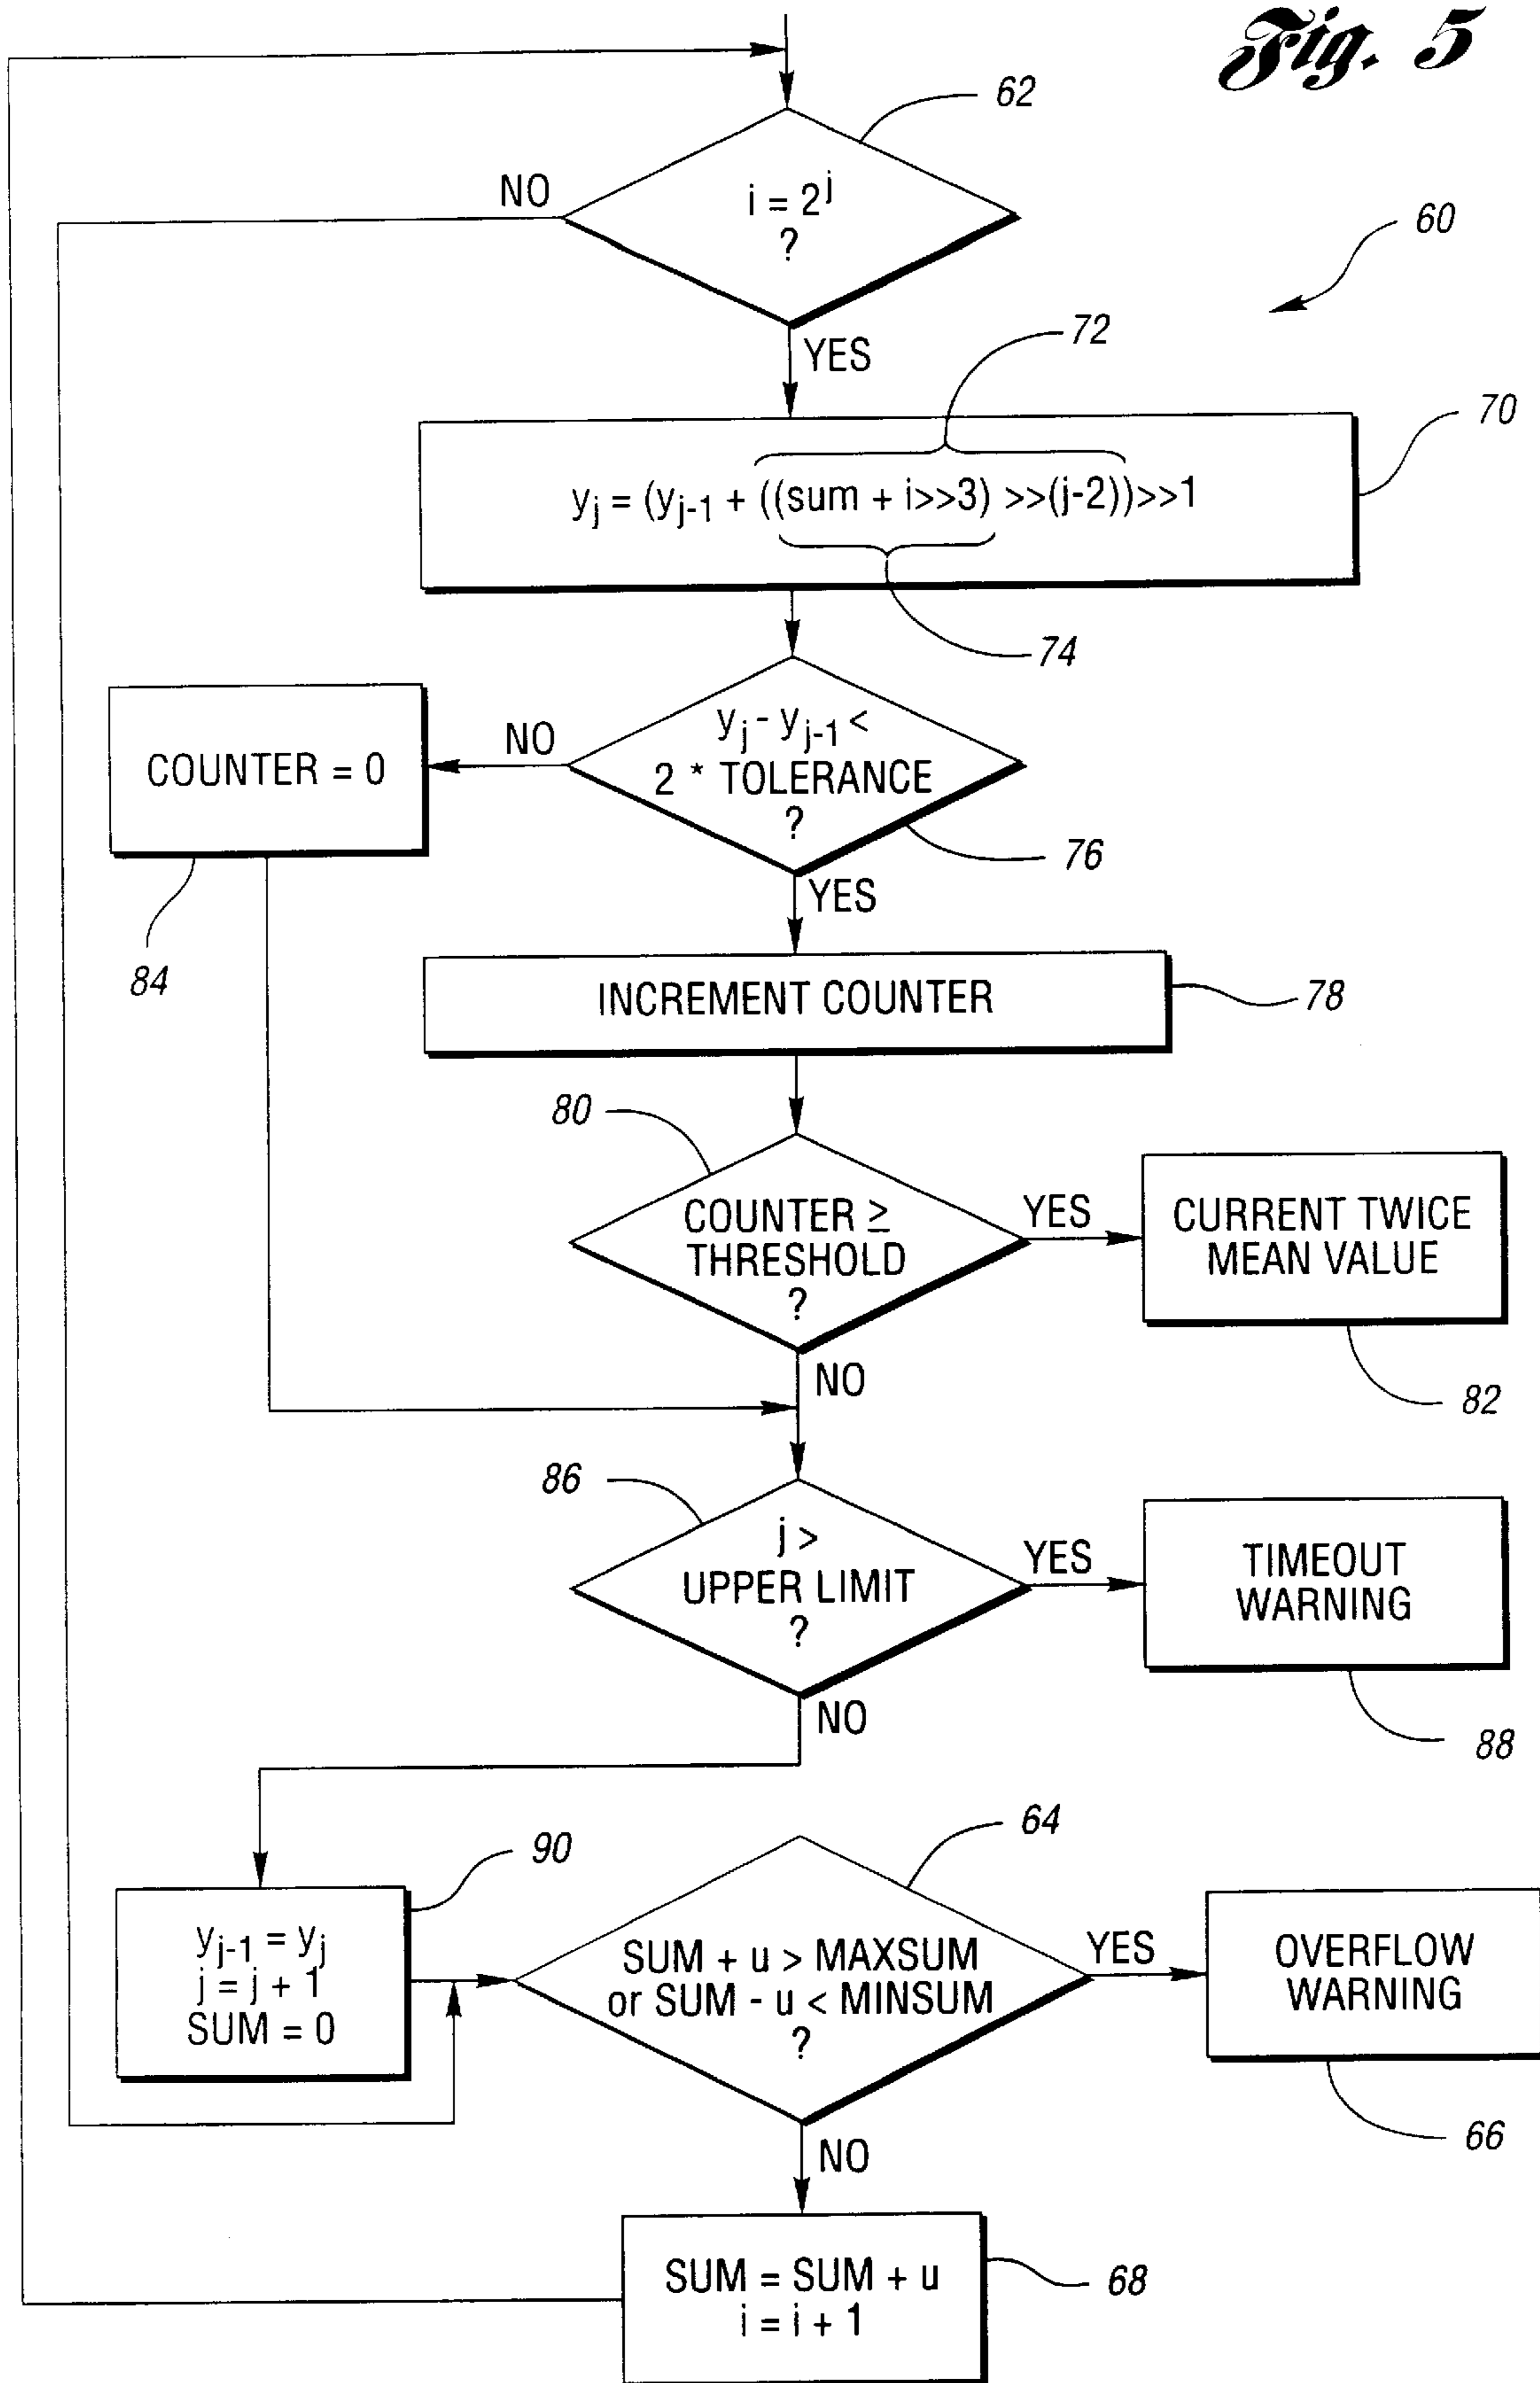 Fig. 5
62
NO
i = 2^j
?
60
YES
72
70
y_j = (y_{j-1} + ((sum + i>>3) >>(j-2))>>1
74
COUNTER = 0
NO
y_j - y_{j-1} <
2 * TOLERANCE
?
76
84
YES
INCREMENT COUNTER
78
80
COUNTER ≥
THRESHOLD
?
YES
CURRENT TWICE
MEAN VALUE
82
NO
86
j >
UPPER LIMIT
?
YES
TIMEOUT
WARNING
88
NO
90
y_{j-1} = y_j
j = j + 1
SUM = 0
64
SUM + u > MAXSUM
or SUM - u < MINSUM
?
YES
OVERFLOW
WARNING
66
NO
SUM = SUM + u
i = i + 1
68